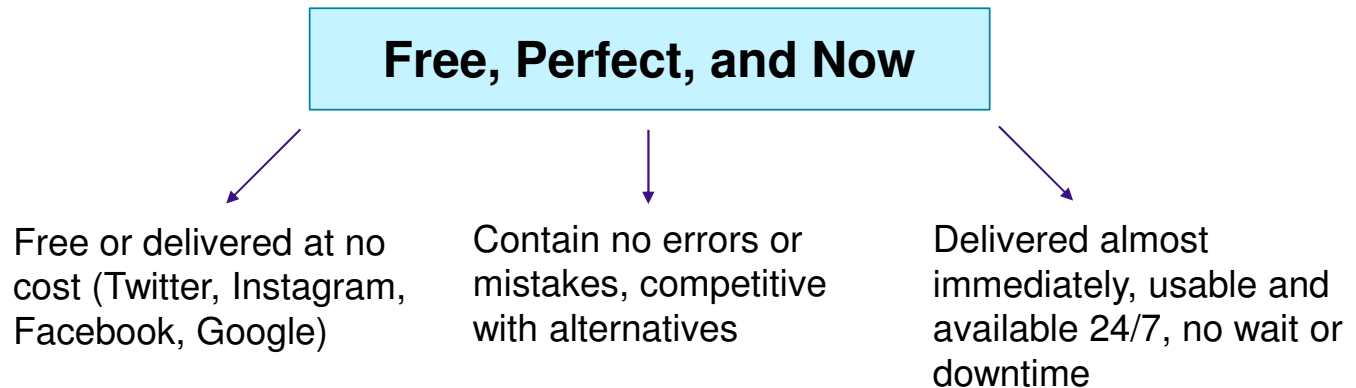 Free, Perfect, and Now
Free or delivered at no
cost (Twitter, Instagram,
Facebook, Google)
Contain no errors or
mistakes, competitive
with alternatives
Delivered almost
immediately, usable and
available 24/7, no wait or
downtime